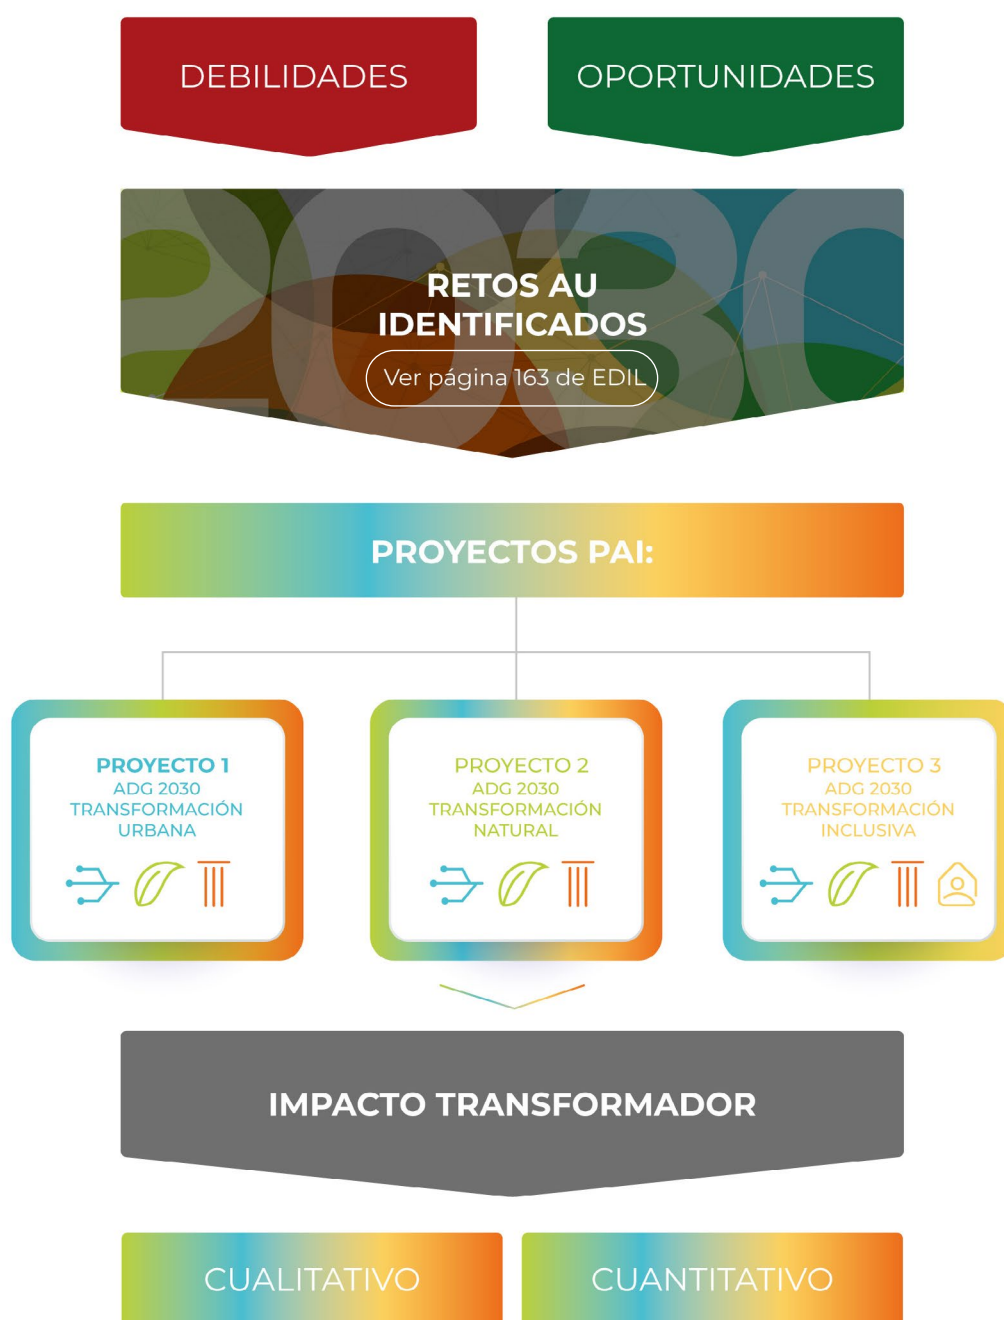 DEBILIDADES
OPORTUNIDADES
2030
RETOS AU
IDENTIFICADOS
Ver página 163 de EDIL
PROYECTOS PAI:
PROYECTO 1
ADG 2030
TRANSFORMACIÓN
URBANA
PROYECTO 2
ADG 2030
TRANSFORMACIÓN
NATURAL
PROYECTO 3
ADG 2030
TRANSFORMACIÓN
INCLUSIVA
IMPACTO TRANSFORMADOR
CUALITATIVO
CUANTITATIVO